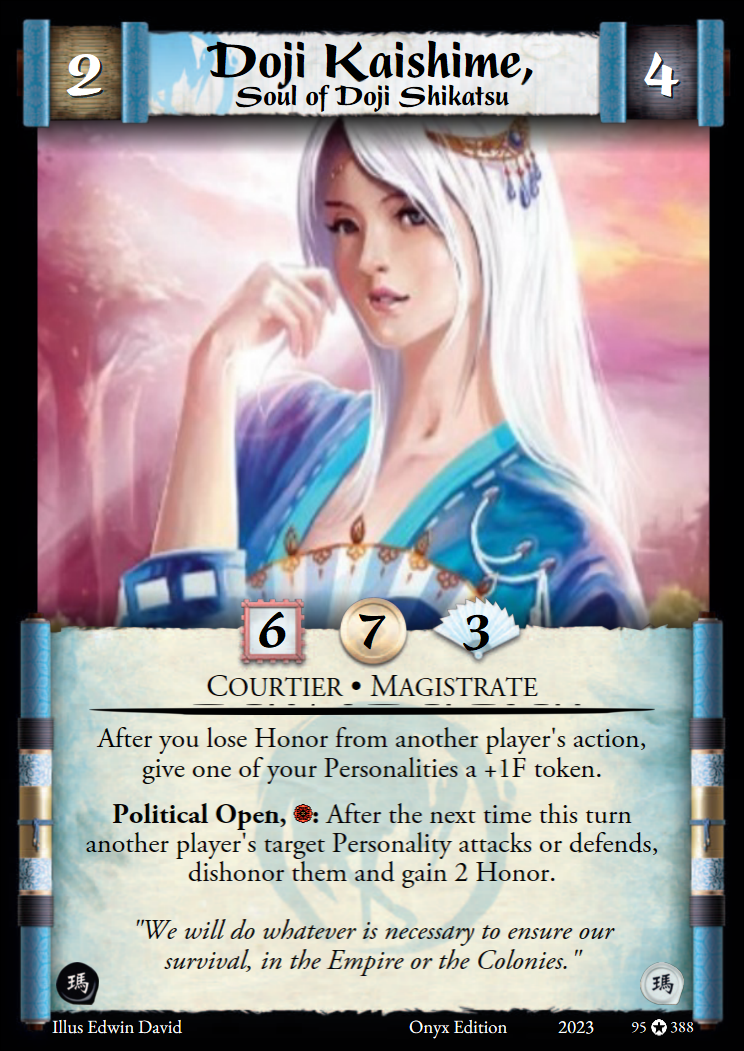 2
Doji Kaishime,
4
Soul of Doji Shikatsu
6 7 3
Courtier • Magistrate
After you lose Honor from another player's action,
give one of your Personalities a +1F token.
Political Open, : After the next time this turn
another player's target Personality attacks or defends,
dishonor them and gain 2 Honor.
"We will do whatever is necessary to ensure our
survival, in the Empire or the Colonies."
瑪 瑪
Illus Edwin David Onyx Edition 2023 95 388